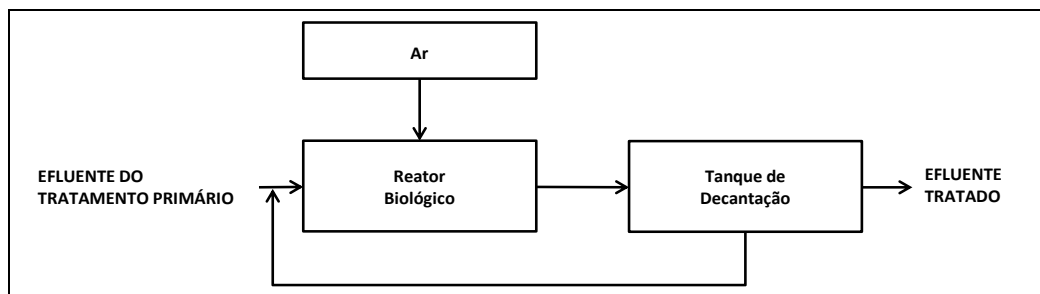 Ar
EFLUENTE DO
TRATAMENTO PRIMÁRIO
Reator
Biológico
Tanque de
Decantação
EFLUENTE
TRATADO